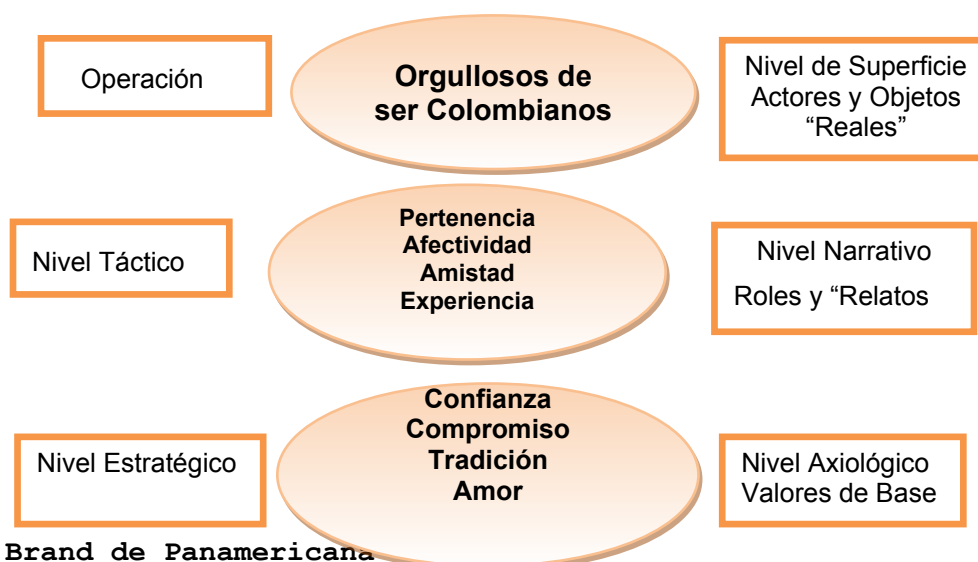 Operación
Orgullosos de
ser Colombianos
Nivel de Superficie
Actores y Objetos
“Reales”
Nivel Táctico
Pertenencia
Afectividad
Amistad
Experiencia
Nivel Narrativo
Roles y “Relatos
Nivel Estratégico
Confianza
Compromiso
Tradición
Amor
Nivel Axiológico
Valores de Base
Brand de Panamericana